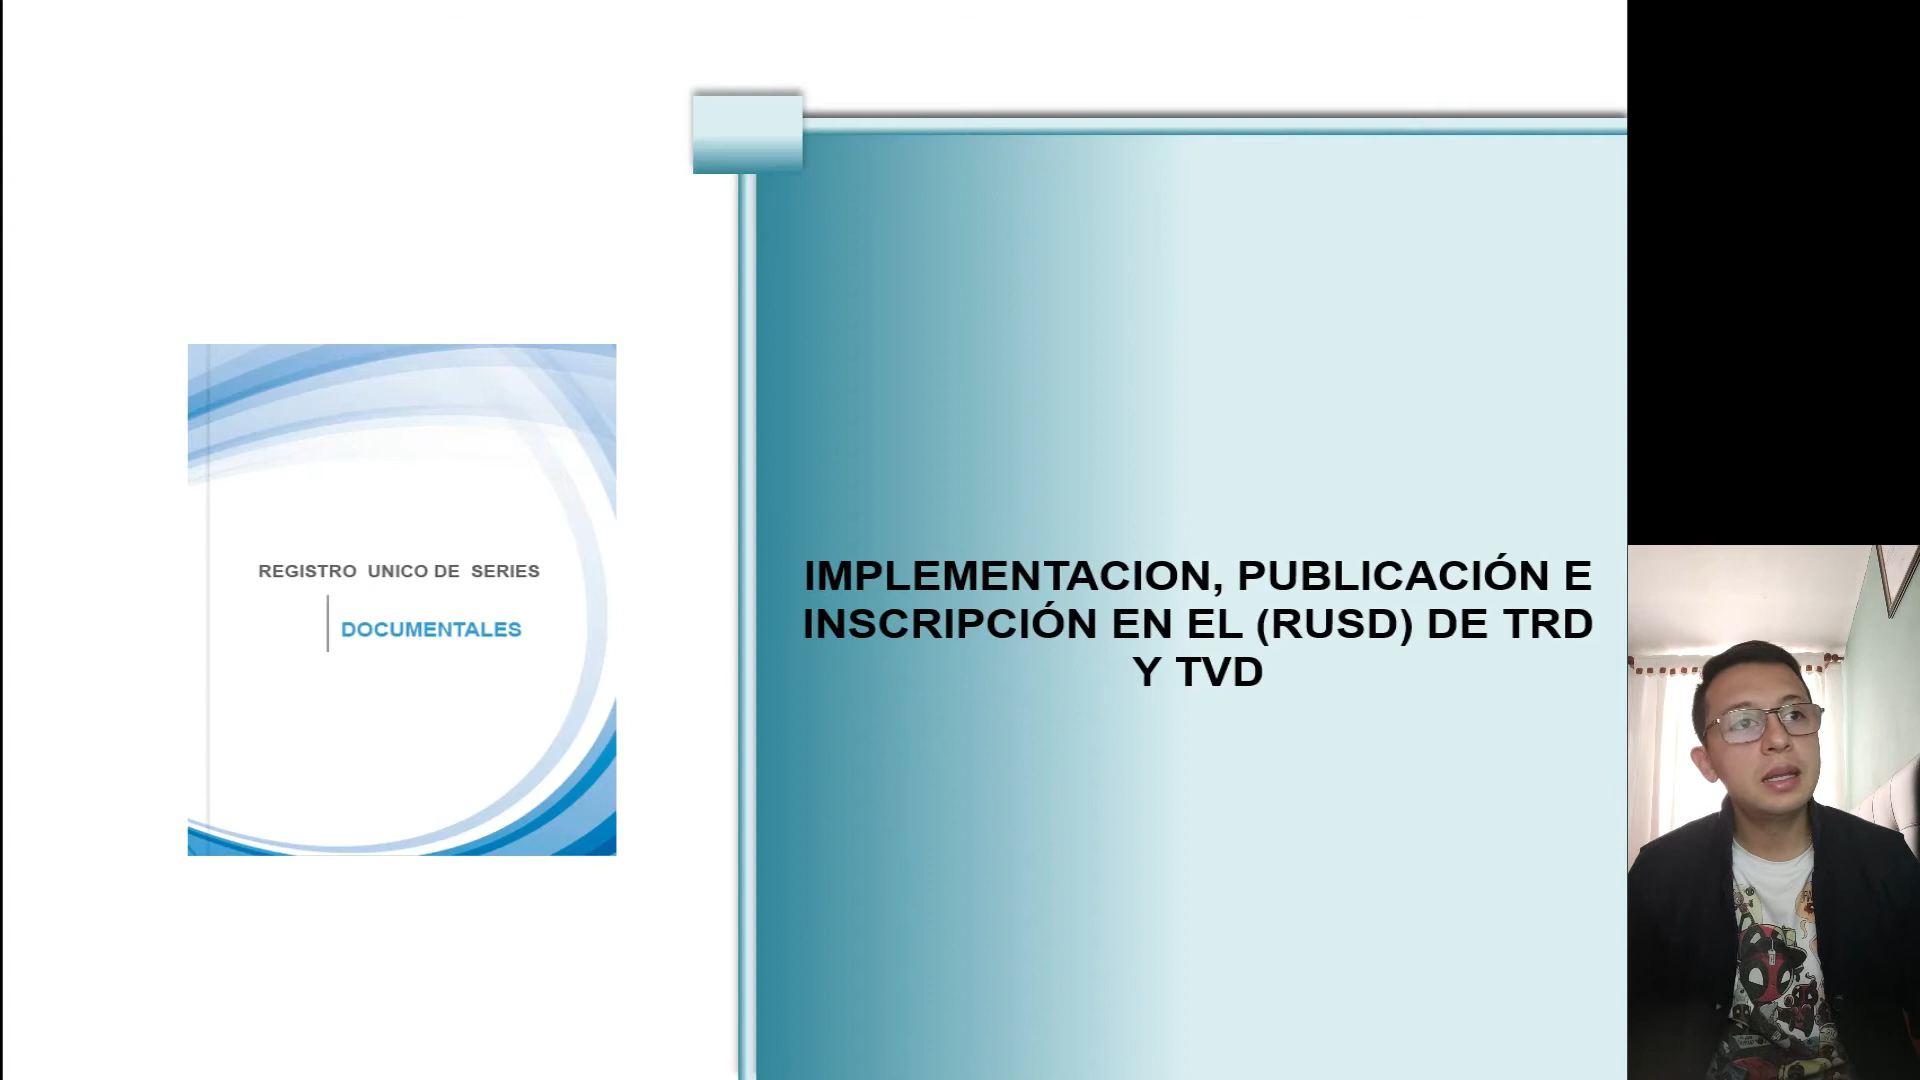 REGISTRO UNICO DE SERIES
DOCUMENTALES
IMPLEMENTACION, PUBLICACIÓN E
INSCRIPCIÓN EN EL (RUSD) DE TRD
Y TVD